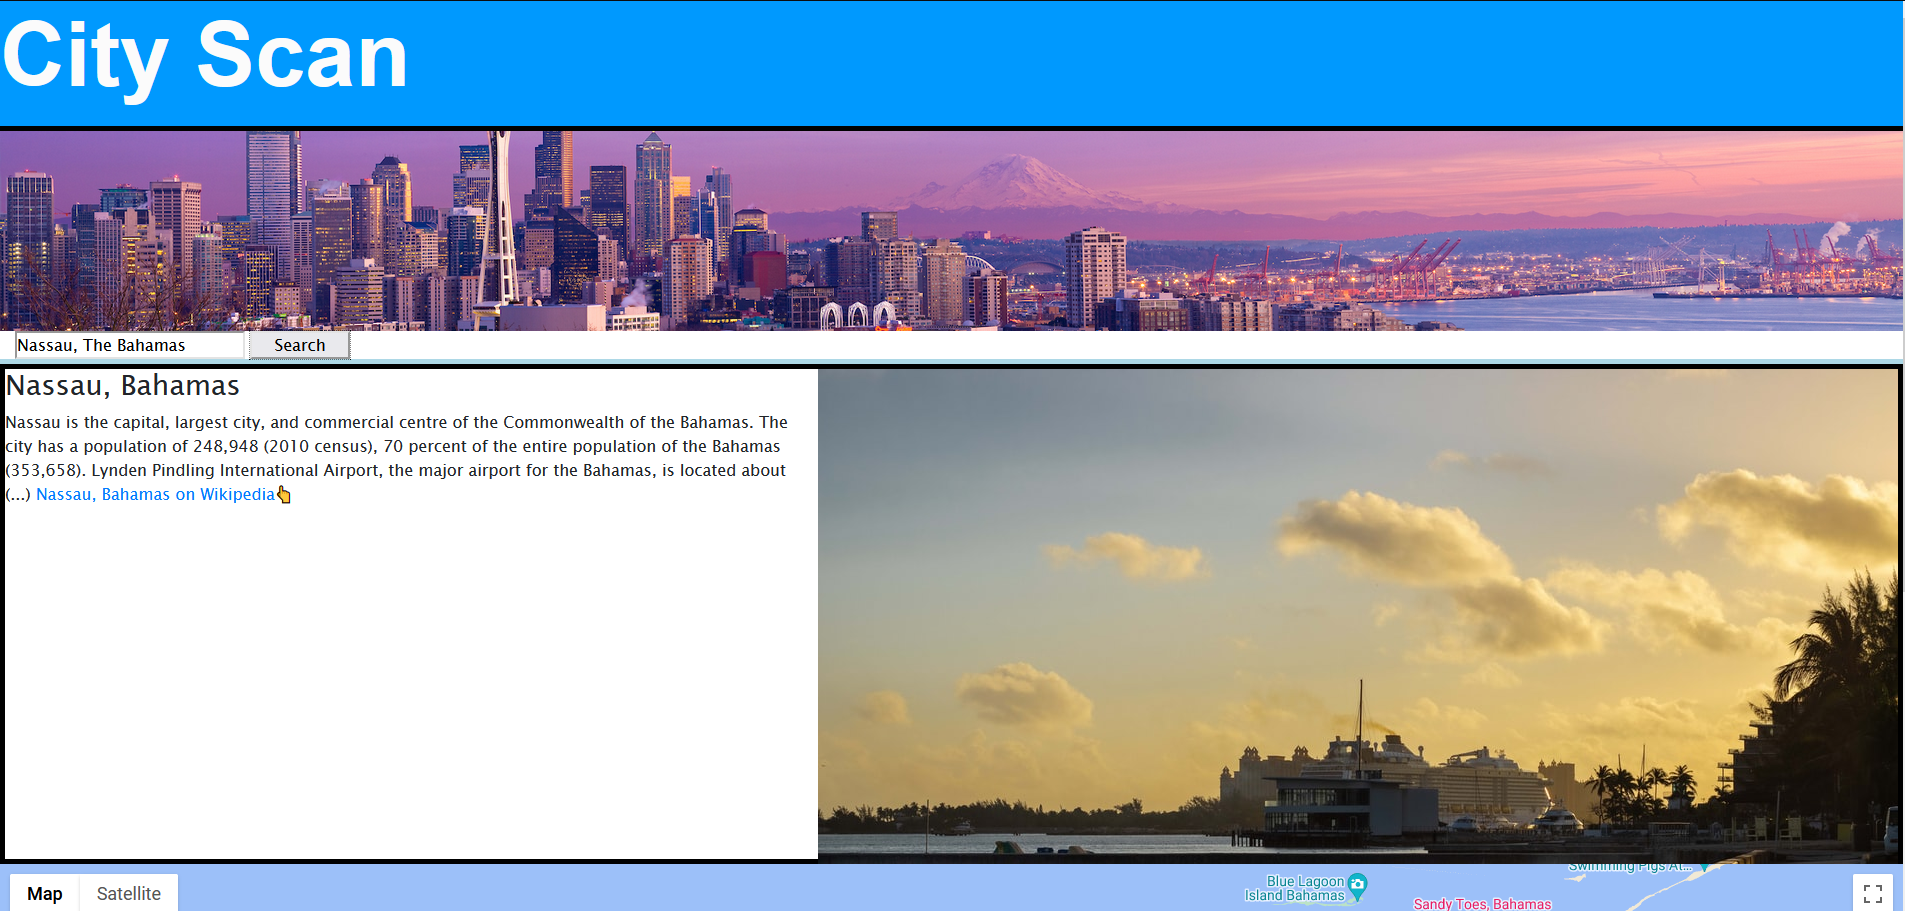 City Scan
Nassau, The Bahamas
Search
Nassau, Bahamas
Nassau is the capital, largest city, and commercial centre of the Commonwealth of the Bahamas. The
city has a population of 248,948 (2010 census), 70 percent of the entire population of the Bahamas
(353,658). Lynden Pindling International Airport, the major airport for the Bahamas, is located about
(...) Nassau, Bahamas on Wikipedia👆
Swimming Pigs At...
Map
Satellite
Blue Lagoon
Island Bahamas
Sandy Toes, Bahamas